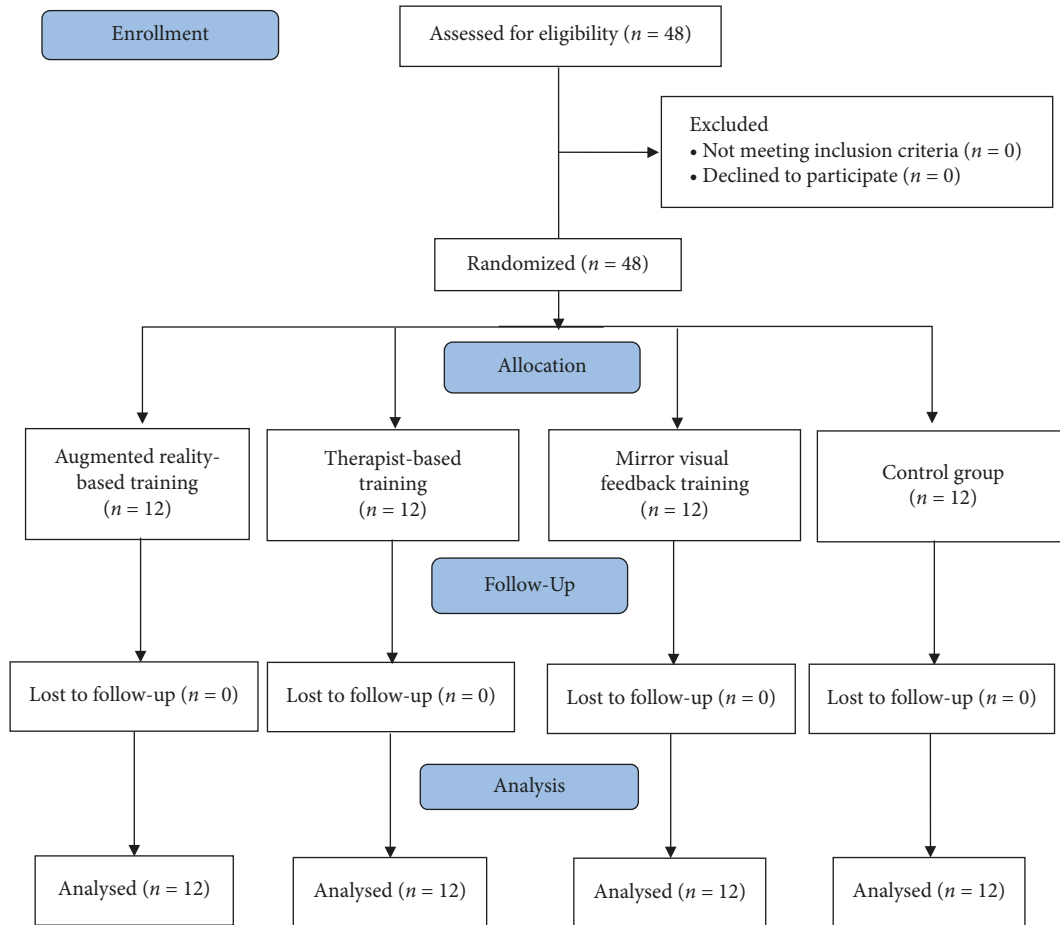 Enrollment
Assessed for eligibility (n = 48)
Excluded
• Not meeting inclusion criteria (n = 0)
• Declined to participate (n = 0)
Randomized (n = 48)
Allocation
Augmented reality-
based training
(n = 12)
Therapist-based
training
(n = 12)
Mirror visual
feedback training
(n = 12)
Control group
(n = 12)
Follow-Up
Lost to follow-up (n = 0)
Lost to follow-up (n = 0)
Lost to follow-up (n = 0)
Lost to follow-up (n = 0)
Analysis
Analysed (n = 12)
Analysed (n = 12)
Analysed (n = 12)
Analysed (n = 12)